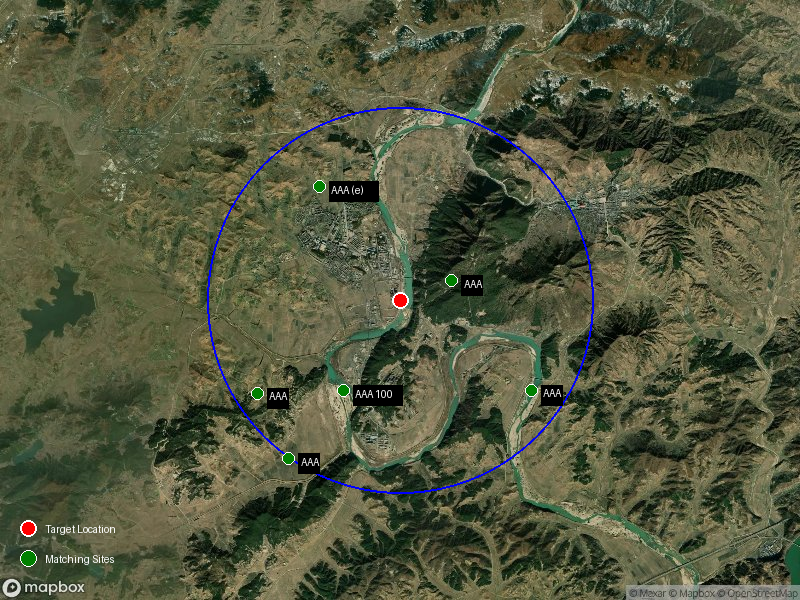 AAA (e)
AAA
AAA
AAA 100
AAA
AAA
Target Location
Matching Sites
mapbox
© Maxar © Mapbox © OpenStreetMap